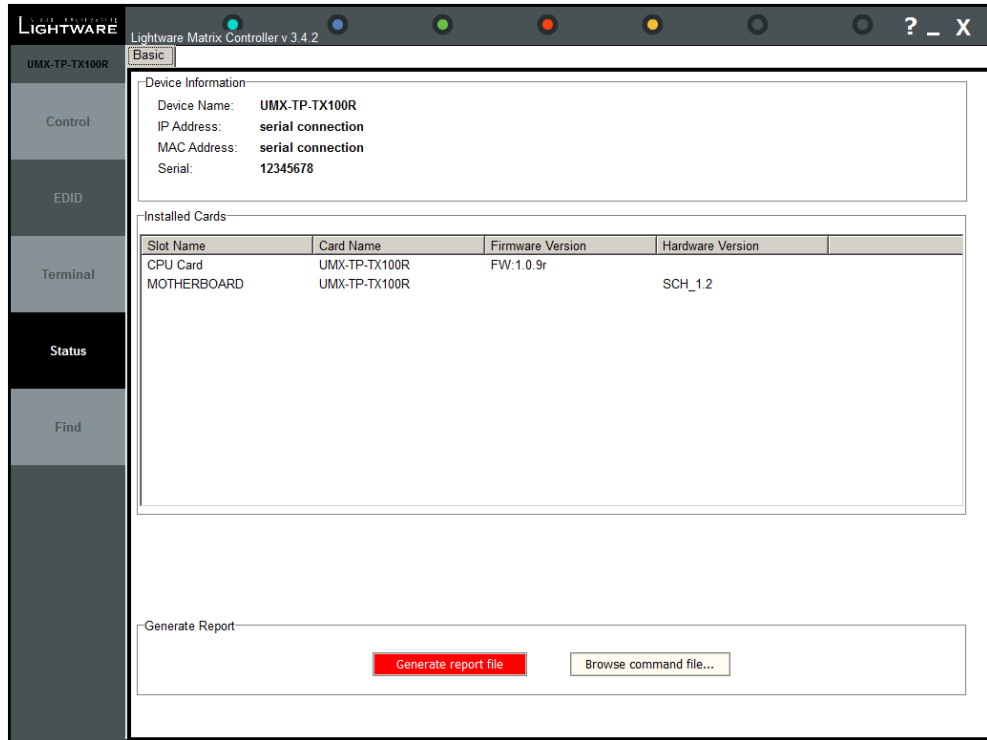 LIGHTWARE
Lightware Matrix Controller v 3.4.2
? _ X
UMX-TP-TX100R
Basic
Control
EDID
Terminal
Status
Find
Device Information
Device Name: UMX-TP-TX100R
IP Address: serial connection
MAC Address: serial connection
Serial: 12345678
Installed Cards
Slot Name Card Name Firmware Version Hardware Version
CPU Card UMX-TP-TX100R FW:1.0.9r
MOTHERBOARD UMX-TP-TX100R SCH_1.2
Generate Report
Generate report file Browse command file...